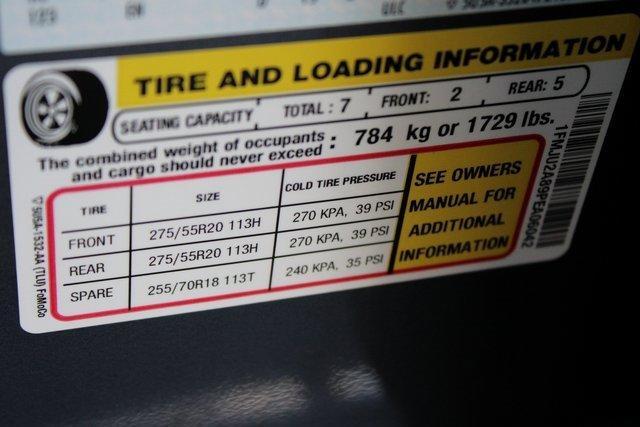 TIRE AND LOADING INFORMATION
SEATING CAPACITY TOTAL : 7 FRONT: 2 REAR: 5
The combined weight of occupants and cargo should never exceed : 784 kg or 1729 lbs.
TIRE SIZE COLD TIRE PRESSURE
FRONT 275/55R20 113H 270 KPA, 39 PSI
REAR 275/55R20 113H 270 KPA, 39 PSI
SPARE 255/70R18 113T 240 KPA, 35 PSI
SEE OWNERS
MANUAL FOR
ADDITIONAL
INFORMATION